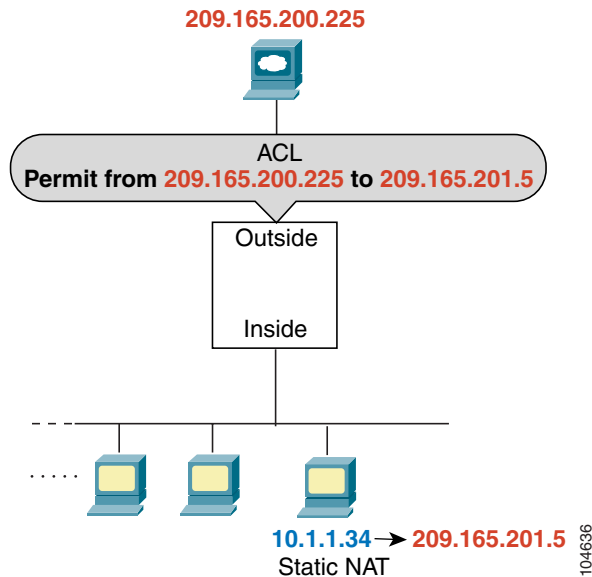 209.165.200.225
ACL
Permit from 209.165.200.225 to 209.165.201.5
Outside
Inside
10.1.1.34 → 209.165.201.5
Static NAT
104636